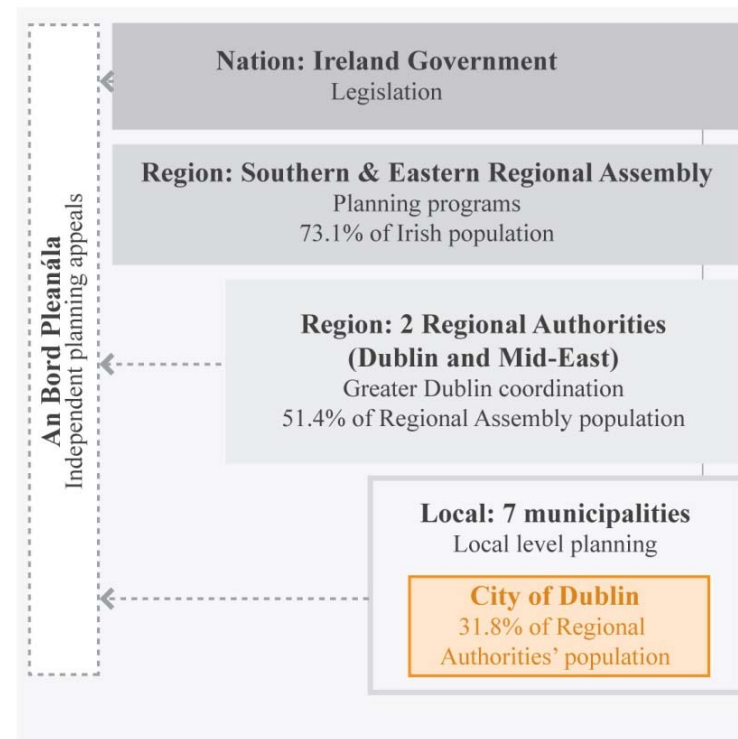 An Bord Pleanála
Independent planning appeals
Nation: Ireland Government
Legislation
Region: Southern & Eastern Regional Assembly
Planning programs
73.1% of Irish population
Region: 2 Regional Authorities
(Dublin and Mid-East)
Greater Dublin coordination
51.4% of Regional Assembly population
Local: 7 municipalities
Local level planning
City of Dublin
31.8% of Regional
Authorities’ population